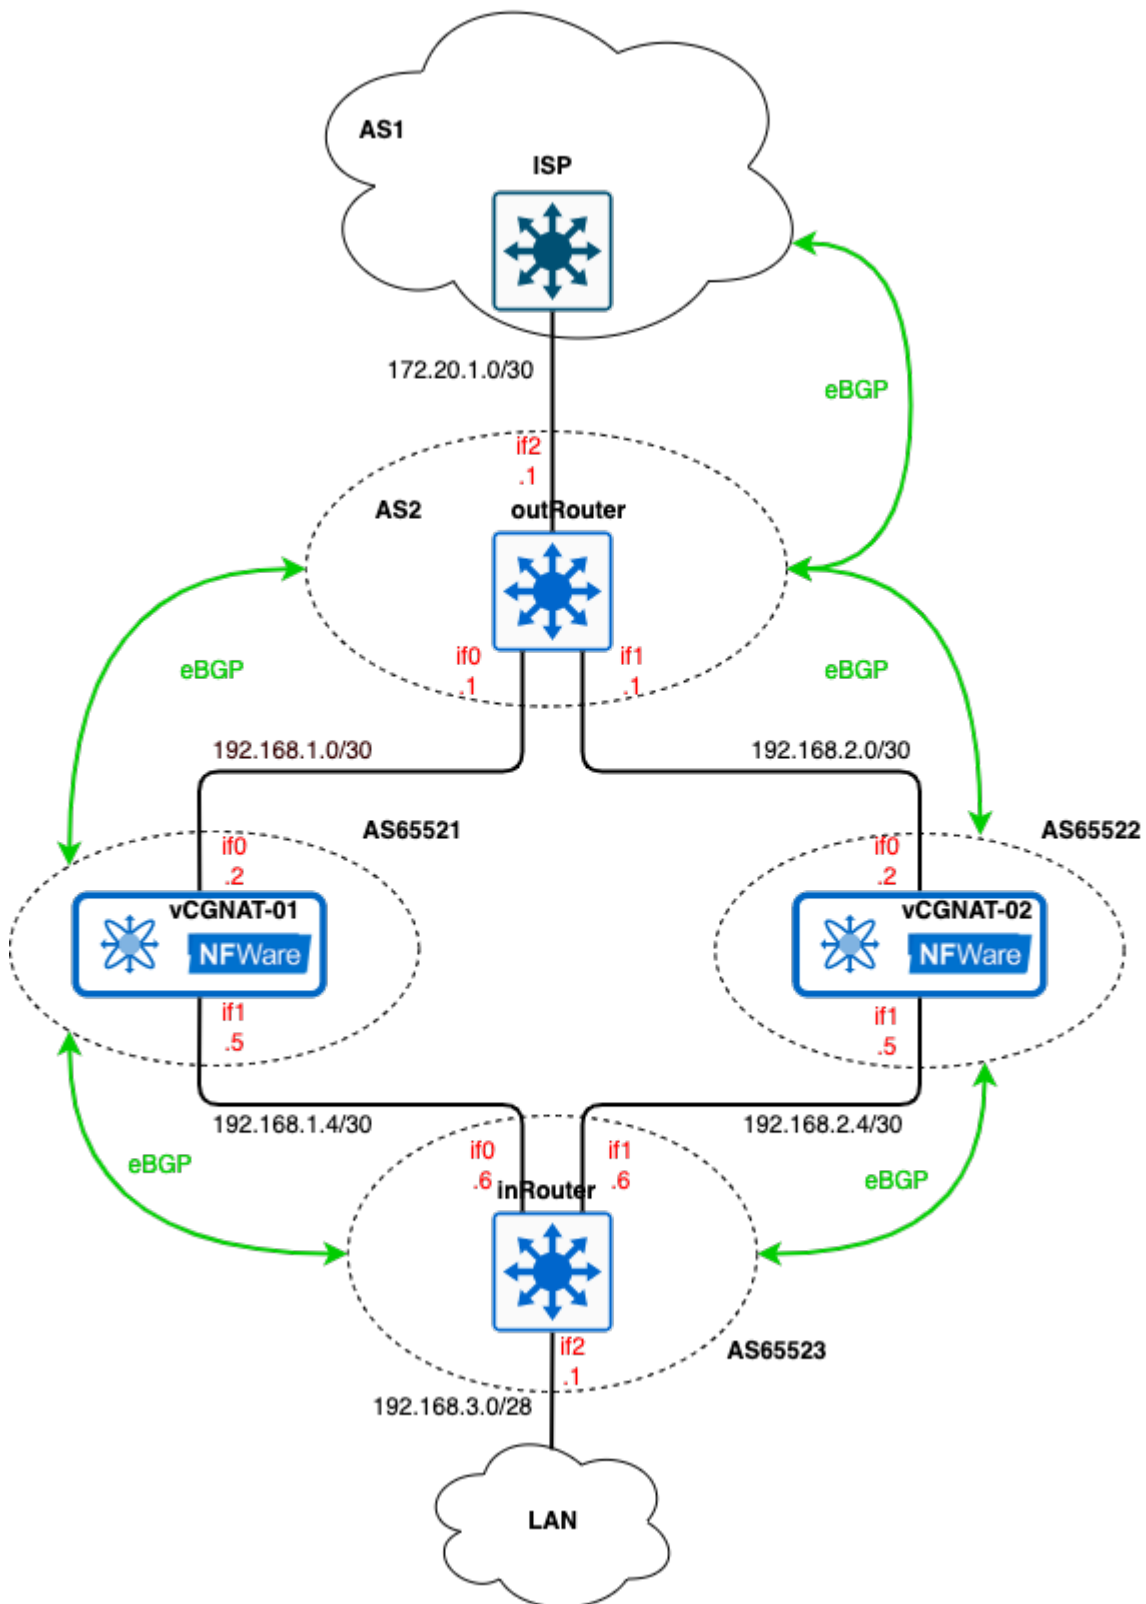 AS1
ISP
172.20.1.0/30
eBGP
if2
.1
AS2
outRouter
if0
.1
if1
.1
eBGP
eBGP
192.168.1.0/30
192.168.2.0/30
AS65521
AS65522
if0
.2
if0
.2
vCGNAT-01
NFWare
vCGNAT-02
NFWare
if1
.5
if1
.5
192.168.1.4/30
192.168.2.4/30
eBGP
eBGP
if0
.6
if1
.6
inRouter
if2
.1
AS65523
192.168.3.0/28
LAN